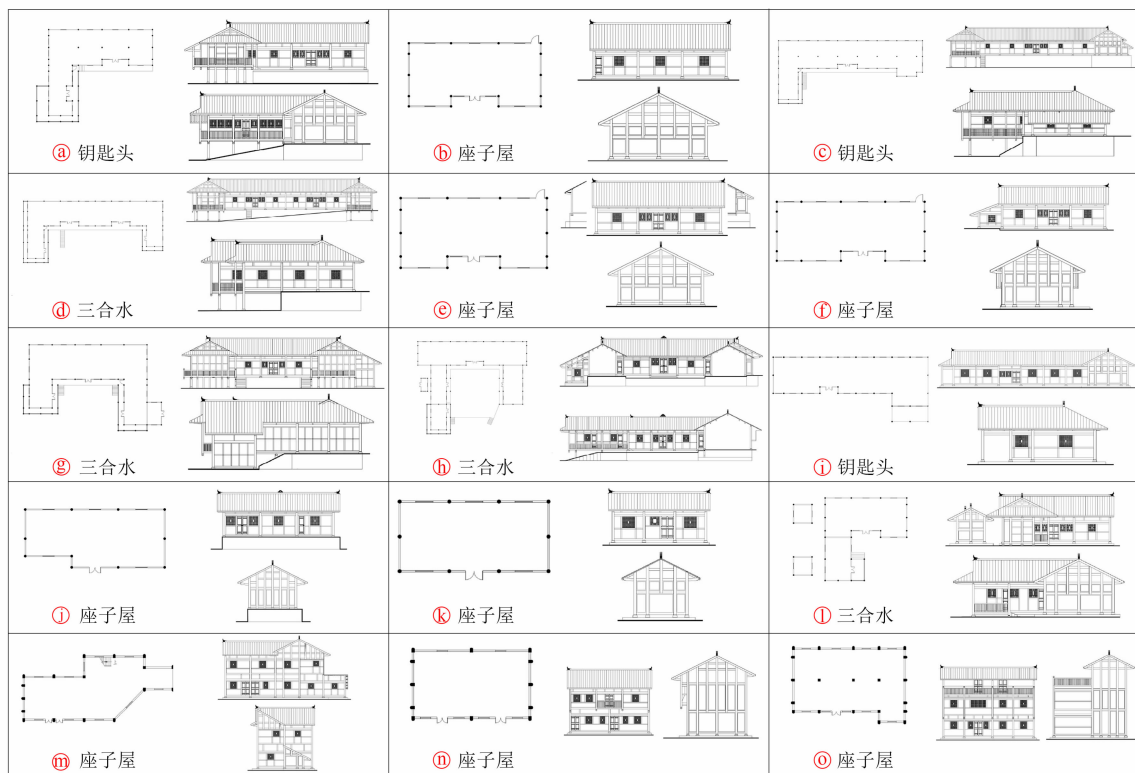 ⓐ 钥匙头
ⓑ 座子屋
ⓒ 钥匙头
ⓓ 三合水
ⓔ 座子屋
ⓕ 座子屋
ⓖ 三合水
ⓗ 三合水
ⓘ 钥匙头
ⓙ 座子屋
ⓚ 座子屋
ⓛ 三合水
ⓜ 座子屋
ⓝ 座子屋
ⓞ 座子屋